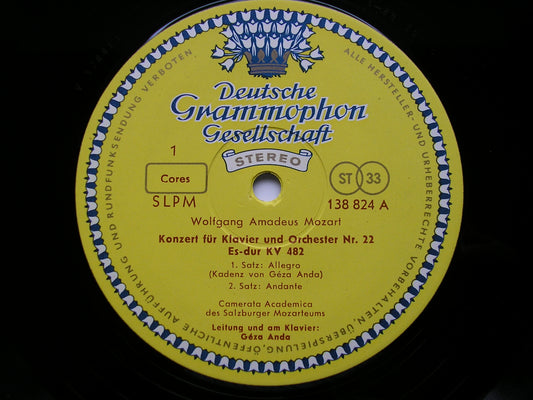 ALLE HERSTELLER- UND URHEBERRECHTE VORBEHALTEN, ÜBERSPIELUNG, ÖFFENTLICHE AUFFÜHRUNG UND RUNDFUNKSENDUNG VERBOTEN
Deutsche
Grammophon
Gesellschaft
STEREO
1
Cores
ST 33
SLPM
138 824 A
Wolfgang Amadeus Mozart
Konzert für Klavier und Orchester Nr. 22
Es-dur KV 482
1. Satz: Allegro
(Kadenz von Géza Anda)
2. Satz: Andante
Camerata Academica
des Salzburger Mozarteums
Leitung und am Klavier:
Géza Anda